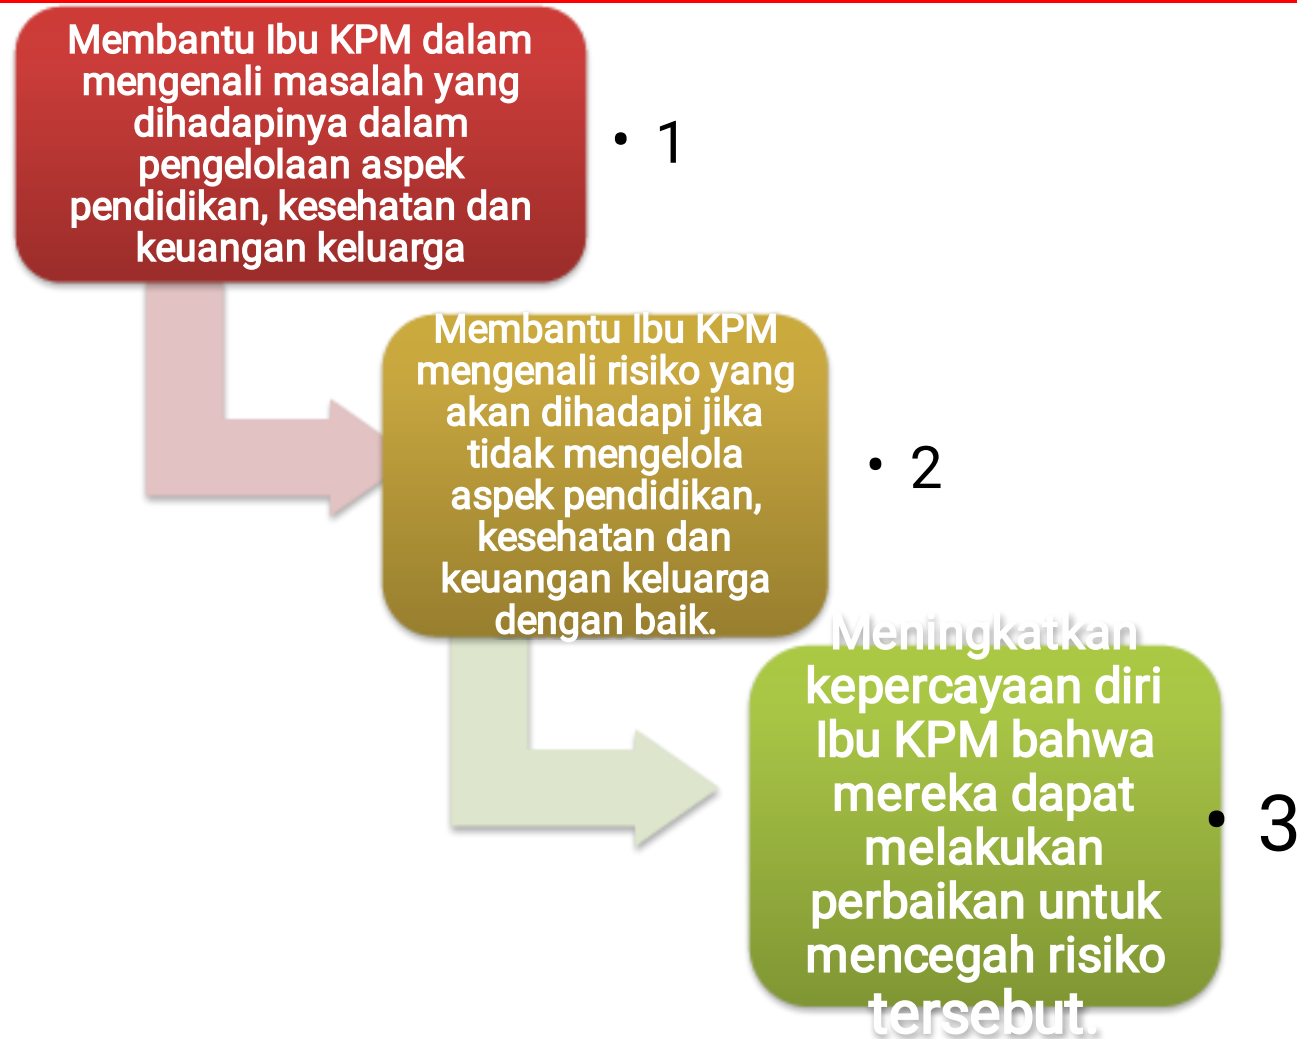 Membantu Ibu KPM dalam
mengenali masalah yang
dihadapinya dalam
pengelolaan aspek
pendidikan, kesehatan dan
keuangan keluarga
• 1
Membantu Ibu KPM
mengenali risiko yang
akan dihadapi jika
tidak mengelola
aspek pendidikan,
kesehatan dan
keuangan keluarga
dengan baik.
• 2
Meningkatkan
kepercayaan diri
Ibu KPM bahwa
mereka dapat
melakukan
perbaikan untuk
mencegah risiko
tersebut.
• 3